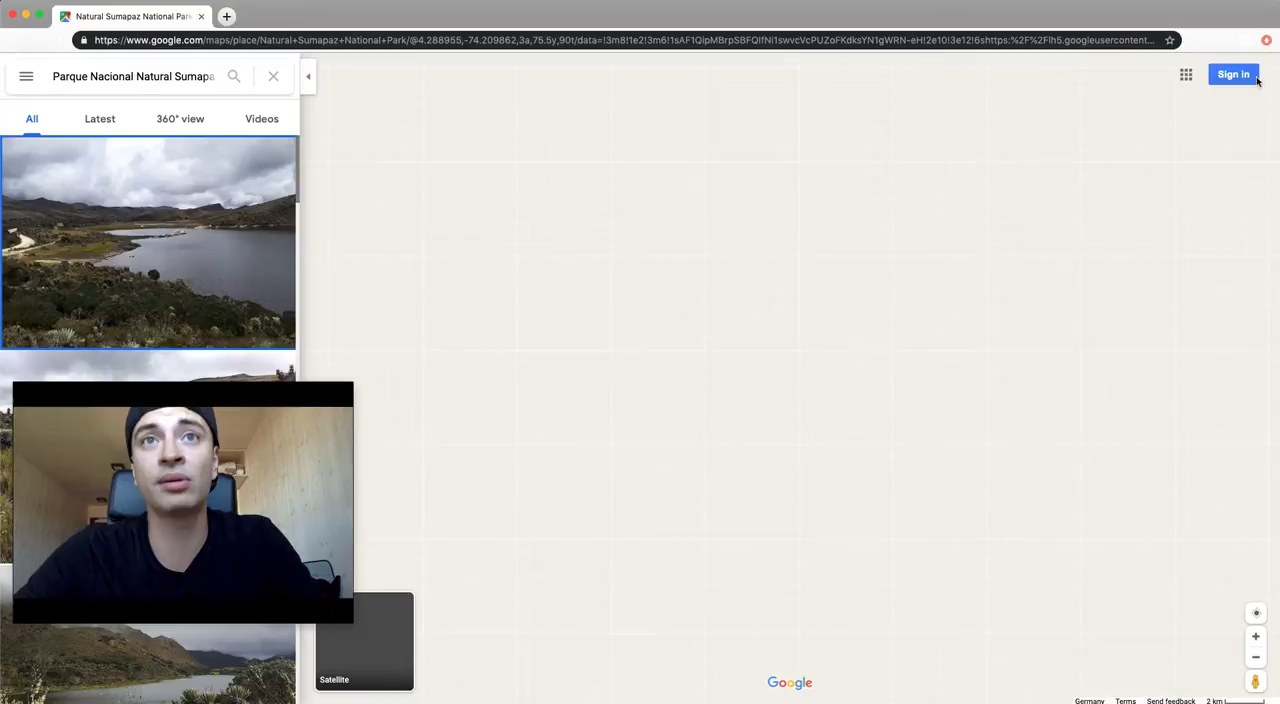 Natural Sumapaz National Park
https://www.google.com/maps/place/Natural+Sumapaz+National+Park/@4.288955,-74.209862,3a,75.5y,90t/data=!3m8!1e2!3m6!1sAF1QipMBrpSBFQIfNi1swvcVcPUZoFKdksYN1gWRN-eH!2e10!3e12!6shttps:%2F%2Flh5.googleusercontent...
Parque Nacional Natural Sumapa
Sign in
All Latest 360° view Videos
Satellite
Google
Germany Terms Send feedback 2 km